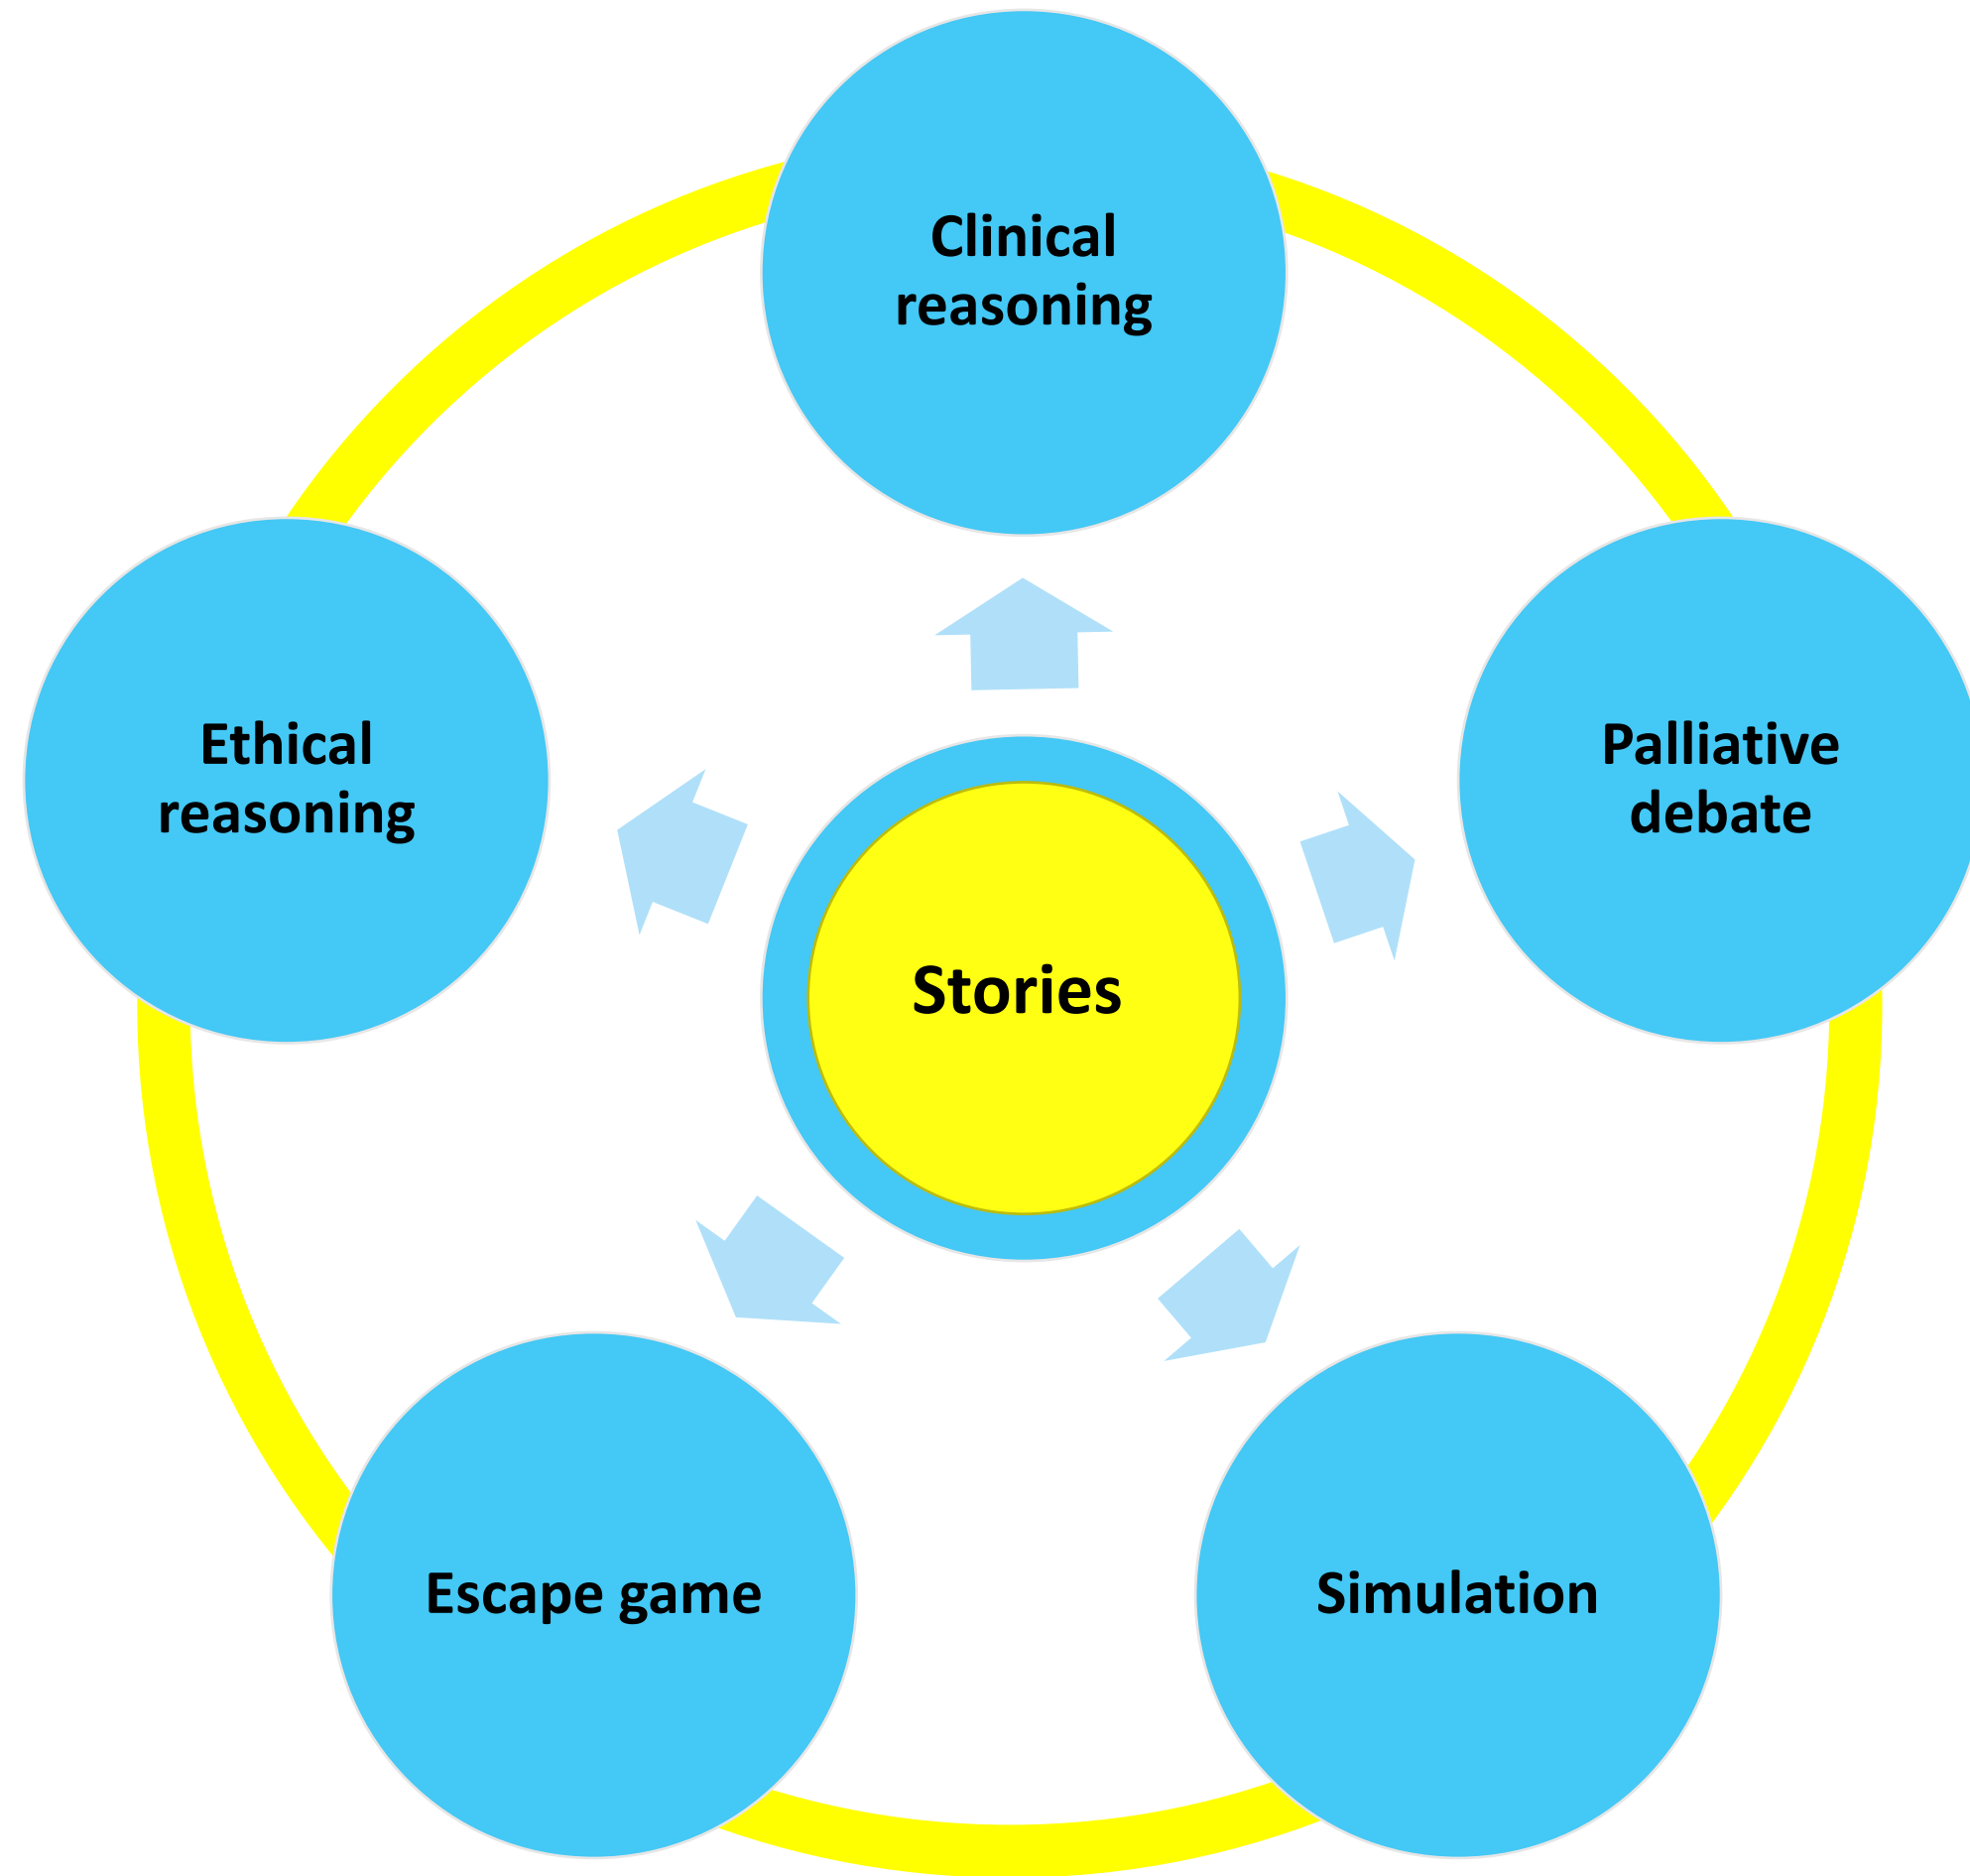 Clinical
reasoning
Ethical
reasoning
Palliative
debate
Stories
Escape game
Simulation